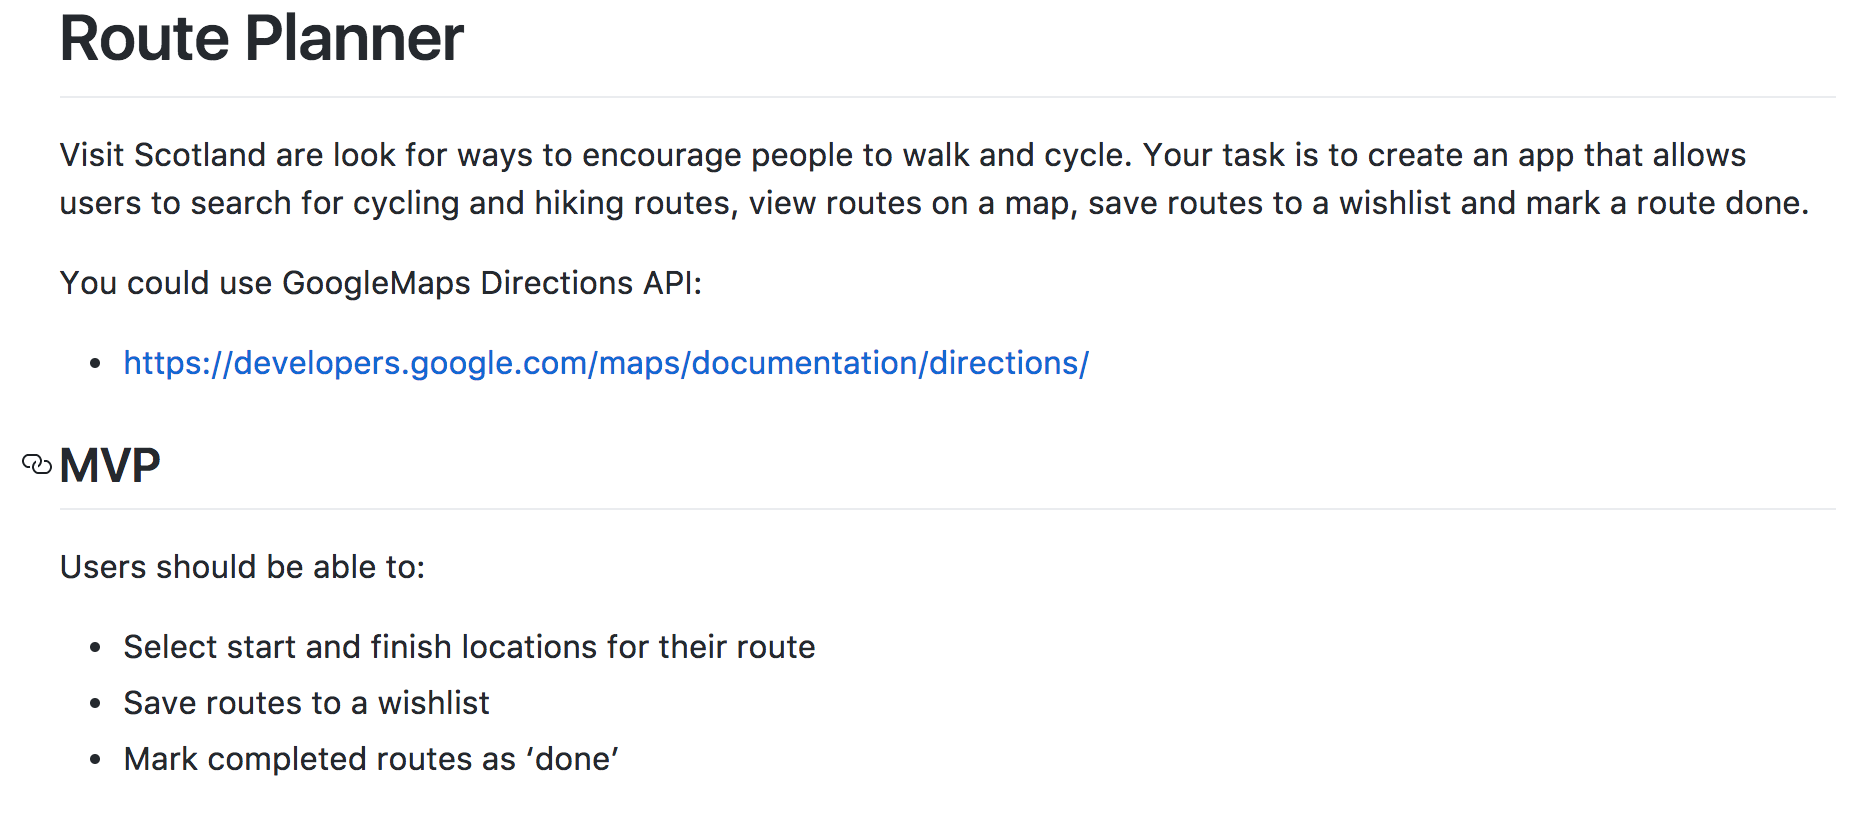 Route Planner
Visit Scotland are look for ways to encourage people to walk and cycle. Your task is to create an app that allows
users to search for cycling and hiking routes, view routes on a map, save routes to a wishlist and mark a route done.
You could use GoogleMaps Directions API:
• https://developers.google.com/maps/documentation/directions/
MVP
Users should be able to:
• Select start and finish locations for their route
• Save routes to a wishlist
• Mark completed routes as ‘done’